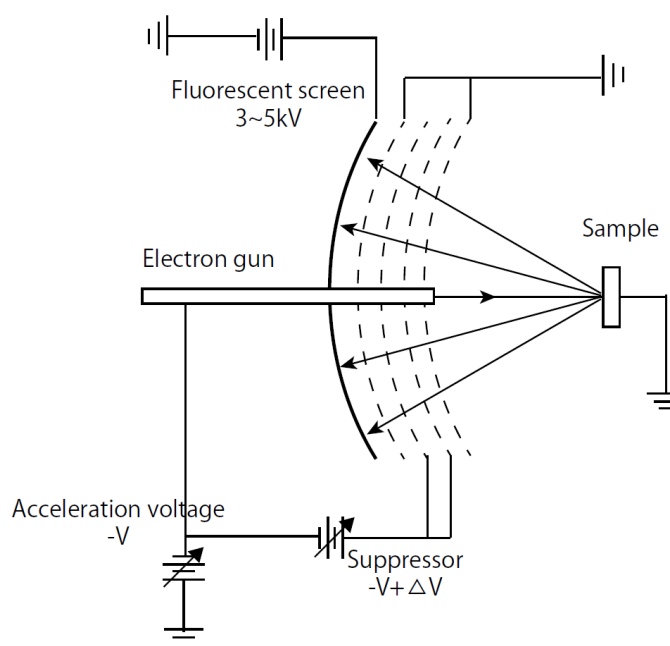 Fluorescent screen
3~5kV
Sample
Electron gun
Acceleration voltage
-V
Suppressor
-V+△V